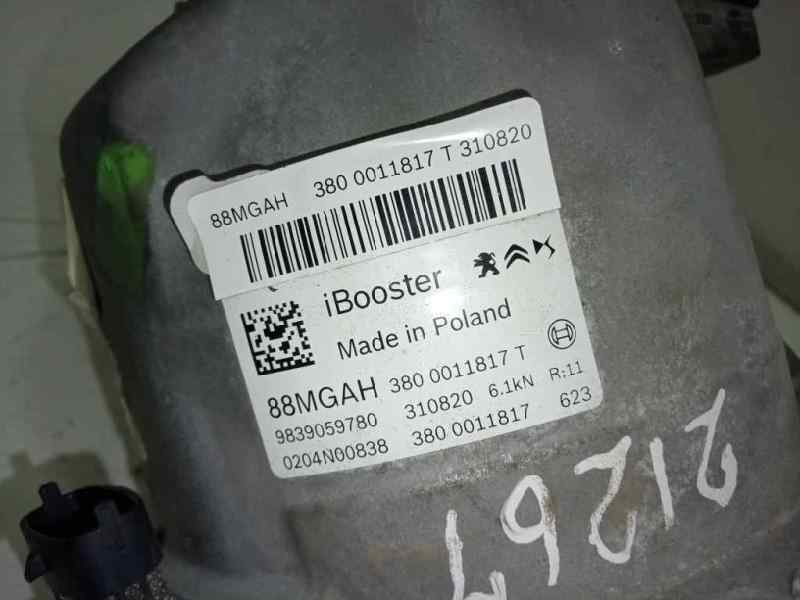 88MGAH 380 0011817 T 310820
iBooster
Made in Poland
88MGAH 380 0011817 T
9839059780 310820 6.1kN R:11
0204N00838 380 0011817 623
21267